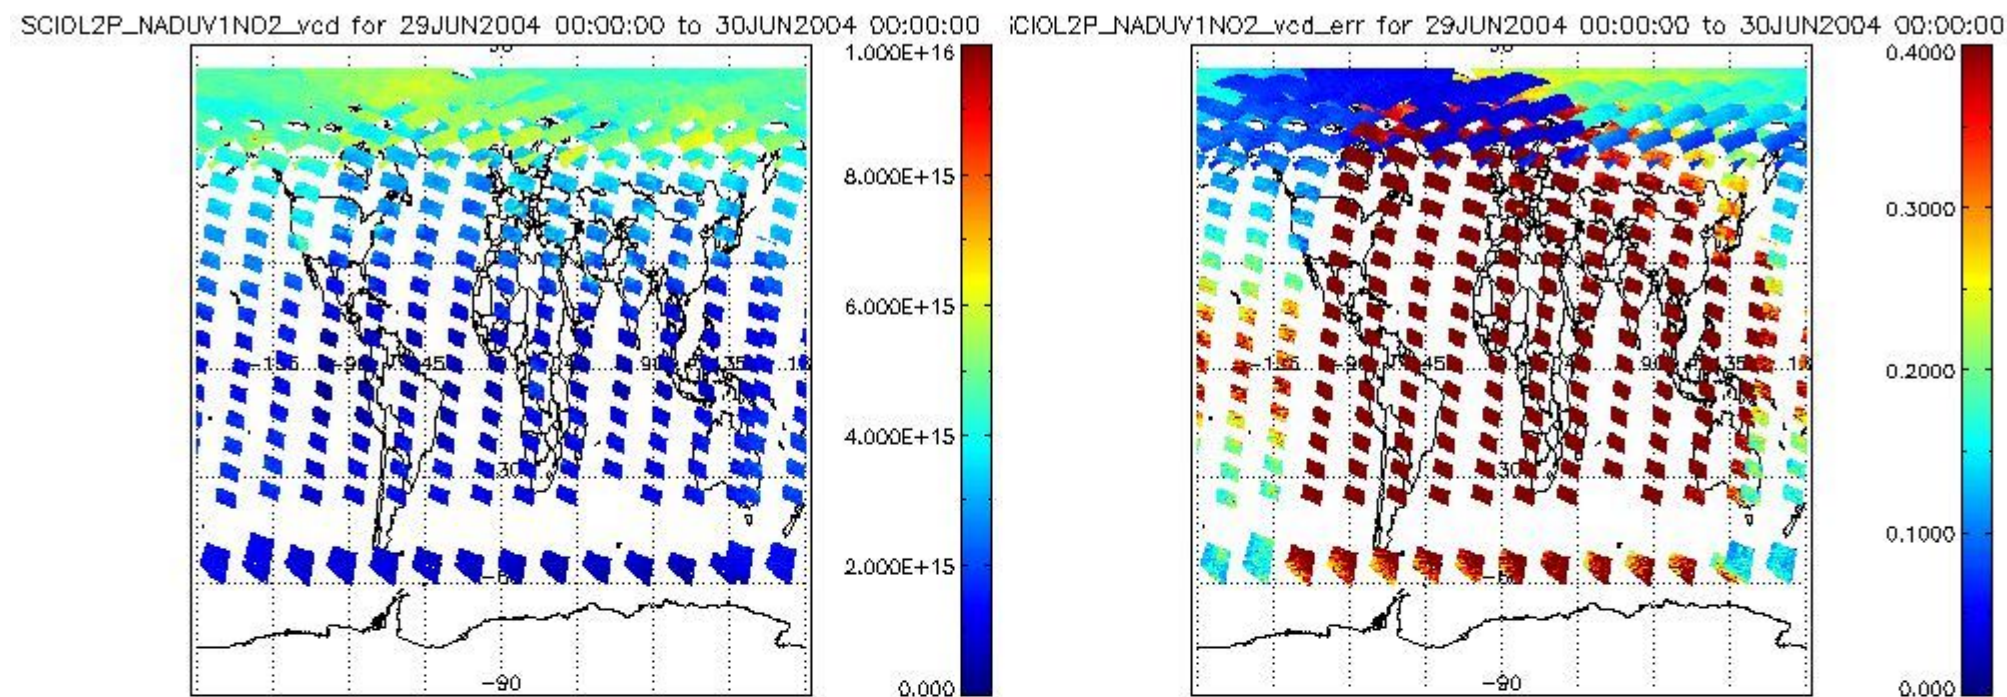 SCIOL2P_NADUV1NO2_vcd for 29JUN2004 00:00:00 to 30JUN2004 00:00:00
1.000E+16
8.000E+15
6.000E+15
4.000E+15
2.000E+15
0.000
-45
-90
CIOL2P_NADUV1NO2_vcd_err for 29JUN2004 00:00:00 to 30JUN2004 00:00:00
0.4000
0.3000
0.2000
0.1000
0.000
-90